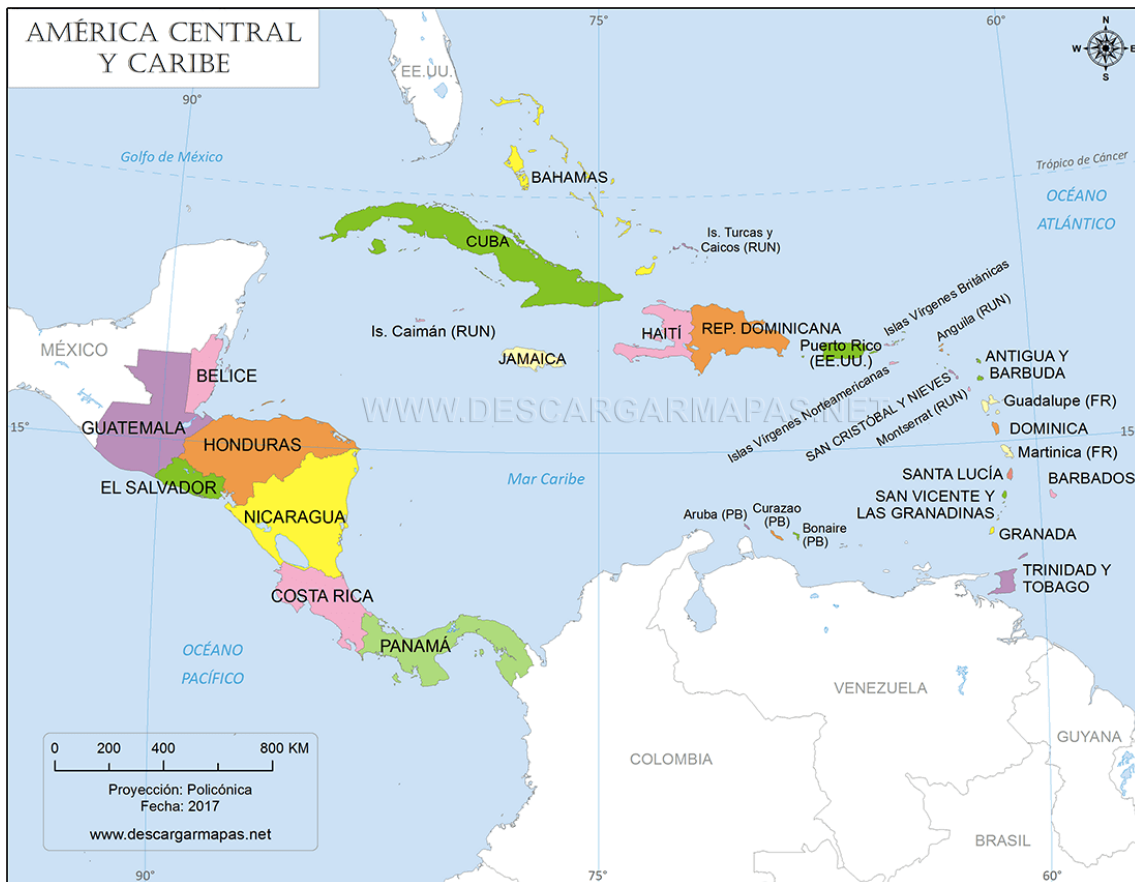 AMÉRICA CENTRAL
Y CARIBE
75°
60°
N
W
E
S
EE.UU.
90°
Golfo de México
Trópico de Cáncer
BAHAMAS
OCÉANO
ATLÁNTICO
CUBA
Is. Turcas y
Caicos (RUN)
Islas Vírgenes Británicas
Anguila (RUN)
Is. Caimán (RUN)
HAITÍ
REP. DOMINICANA
Puerto Rico
(EE.UU.)
MÉXICO
JAMAICA
ANTIGUA Y
BARBUDA
BELICE
Islas Vírgenes Norteamericanas
SAN CRISTÓBAL Y NIEVES
Montserrat (RUN)
Guadalupe (FR)
WWW.DESCARGARMAPAS.NET
15°
GUATEMALA
HONDURAS
DOMINICA
15°
Martinica (FR)
EL SALVADOR
Mar Caribe
SANTA LUCÍA
BARBADOS
NICARAGUA
SAN VICENTE Y
LAS GRANADINAS
Aruba (PB)
Curazao
(PB)
Bonaire
(PB)
GRANADA
COSTA RICA
TRINIDAD Y
TOBAGO
PANAMÁ
OCÉANO
PACÍFICO
VENEZUELA
GUYANA
COLOMBIA
BRASIL
0 200 400 800 KM
Proyección: Policónica
Fecha: 2017
www.descargarmapas.net
90°
75°
60°